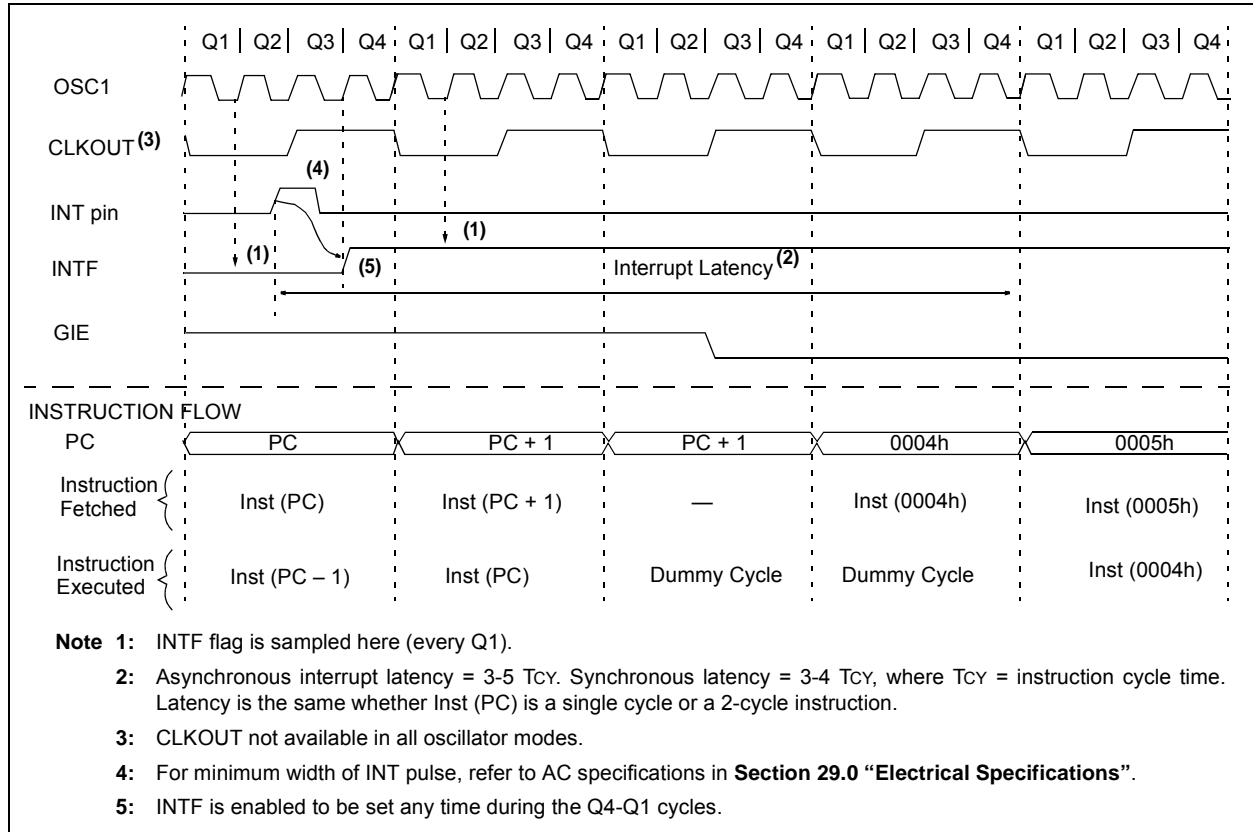 Q1 | Q2 | Q3 | Q4 Q1 | Q2 | Q3 | Q4 Q1 | Q2 | Q3 | Q4 Q1 | Q2 | Q3 | Q4 Q1 | Q2 | Q3 | Q4
OSC1
CLKOUT (3)
(4)
INT pin
(1)
(1)
INTF
(5)
Interrupt Latency (2)
GIE
INSTRUCTION FLOW
PC PC PC + 1 PC + 1 0004h 0005h
Instruction
Fetched
Inst (PC) Inst (PC + 1) — Inst (0004h) Inst (0005h)
Instruction
Executed
Inst (PC – 1) Inst (PC) Dummy Cycle Dummy Cycle Inst (0004h)
Note 1: INTF flag is sampled here (every Q1).
2: Asynchronous interrupt latency = 3-5 TCY. Synchronous latency = 3-4 TCY, where TCY = instruction cycle time.
Latency is the same whether Inst (PC) is a single cycle or a 2-cycle instruction.
3: CLKOUT not available in all oscillator modes.
4: For minimum width of INT pulse, refer to AC specifications in Section 29.0 “Electrical Specifications”.
5: INTF is enabled to be set any time during the Q4-Q1 cycles.